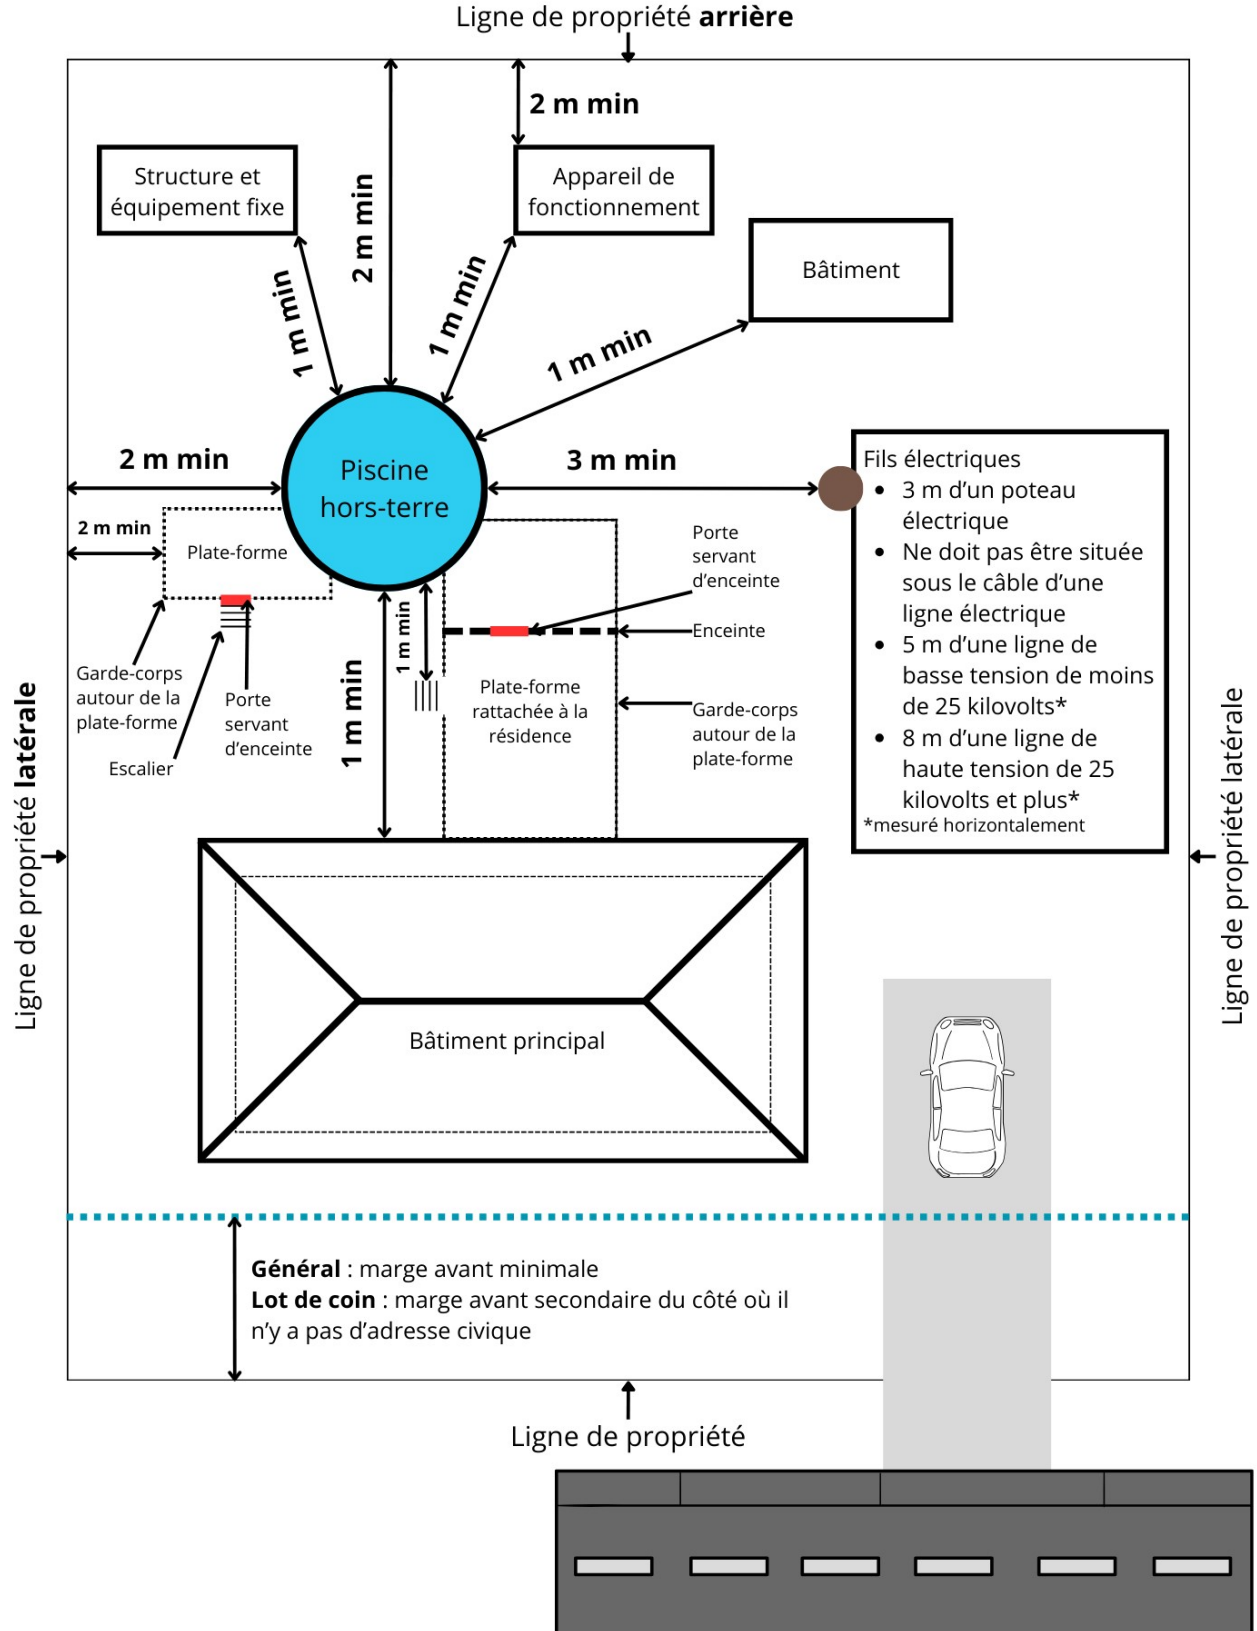 Ligne de propriété arrière
2 m min
2 m min
Structure et
équipement fixe
Appareil de
fonctionnement
Bâtiment
1 m min
1 m min
1 m min
2 m min
Piscine
hors-terre
3 m min
Fils électriques
• 3 m d’un poteau
électrique
• Ne doit pas être située
sous le câble d’une
ligne électrique
• 5 m d’une ligne de
basse tension de moins
de 25 kilovolts*
• 8 m d’une ligne de
haute tension de 25
kilovolts et plus*
*mesuré horizontalement
2 m min
Plate-forme
Porte
servant
d’enceinte
Enceinte
1 m min
1 m min
Garde-corps
autour de la
plate-forme
Porte
servant
d’enceinte
Escalier
Plate-forme
rattachée à la
résidence
Garde-corps
autour de la
plate-forme
Ligne de propriété latérale
Ligne de propriété latérale
Bâtiment principal
Général : marge avant minimale
Lot de coin : marge avant secondaire du côté où il
n’y a pas d’adresse civique
Ligne de propriété